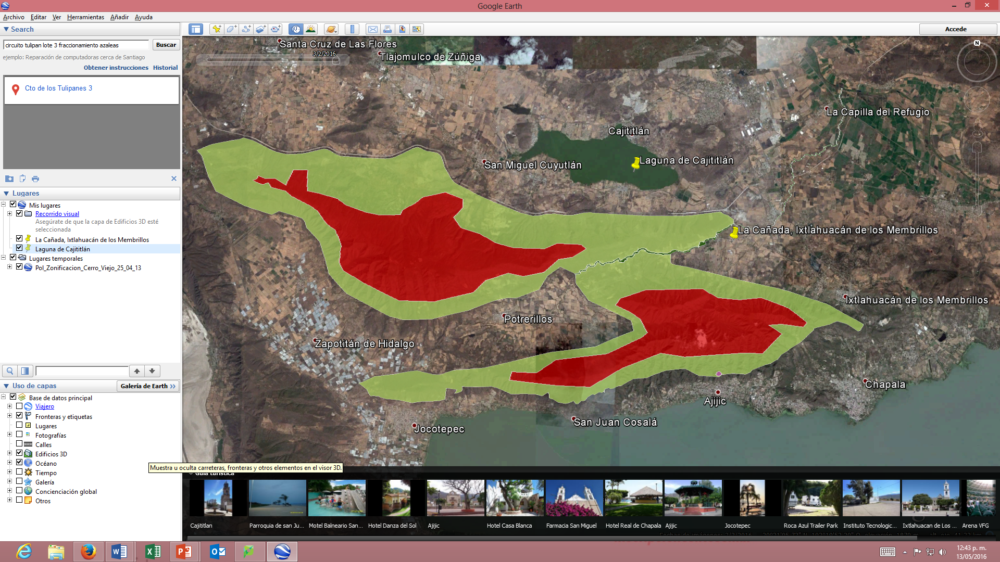 Google Earth
Archivo Editar Ver Herramientas Añadir Ayuda
Search
circuito tulipan lote 3 fraccionamiento azaleas
Buscar
ejemplo: Reparación de computadoras cerca de Santiago
Obtener instrucciones Historial
Cto de los Tulipanes 3
Lugares
Mis lugares
Recorrido visual
Asegúrate de que la capa de Edificios 3D esté
seleccionada
La Cañada, Ixtlahuacán de los Membrillos
Laguna de Cajititlán
Lugares temporales
Pol_Zonificacion_Cerro_Viejo_25_04_13
Uso de capas
Galería de Earth »
Base de datos principal
Viajero
Fronteras y etiquetas
Lugares
Fotografías
Calles
Edificios 3D
Océano
Tiempo
Galería
Concienciación global
Otros
Muestra u oculta carreteras, fronteras y otros elementos en el visor 3D.
Accede
3/2/2016
N
Santa Cruz de Las Flores
Tlajomulco de Zúñiga
La Capilla del Refugio
Cajititlán
Laguna de Cajititlán
San Miguel Cuyutlán
La Cañada, Ixtlahuacán de los Membrillos
Ixtlahuacán de los Membrillos
Potrerillos
Zapotitán de Hidalgo
Chapala
Ajijic
San Juan Cosalá
Jocotepec
Guía turística
Cajititlan
Parroquia de san Ju...
Motel Balneario San...
Hotel Danza del Sol
Ajijic
Hotel Casa Blanca
Farmacia San Miguel
Hotel Real de Chapala
Ajijic
Jocotepec
Roca Azul Trailer Park
Instituto Tecnologic...
Ixtlahuacan de Los ...
Arena VFG
12:43 p. m.
13/05/2016